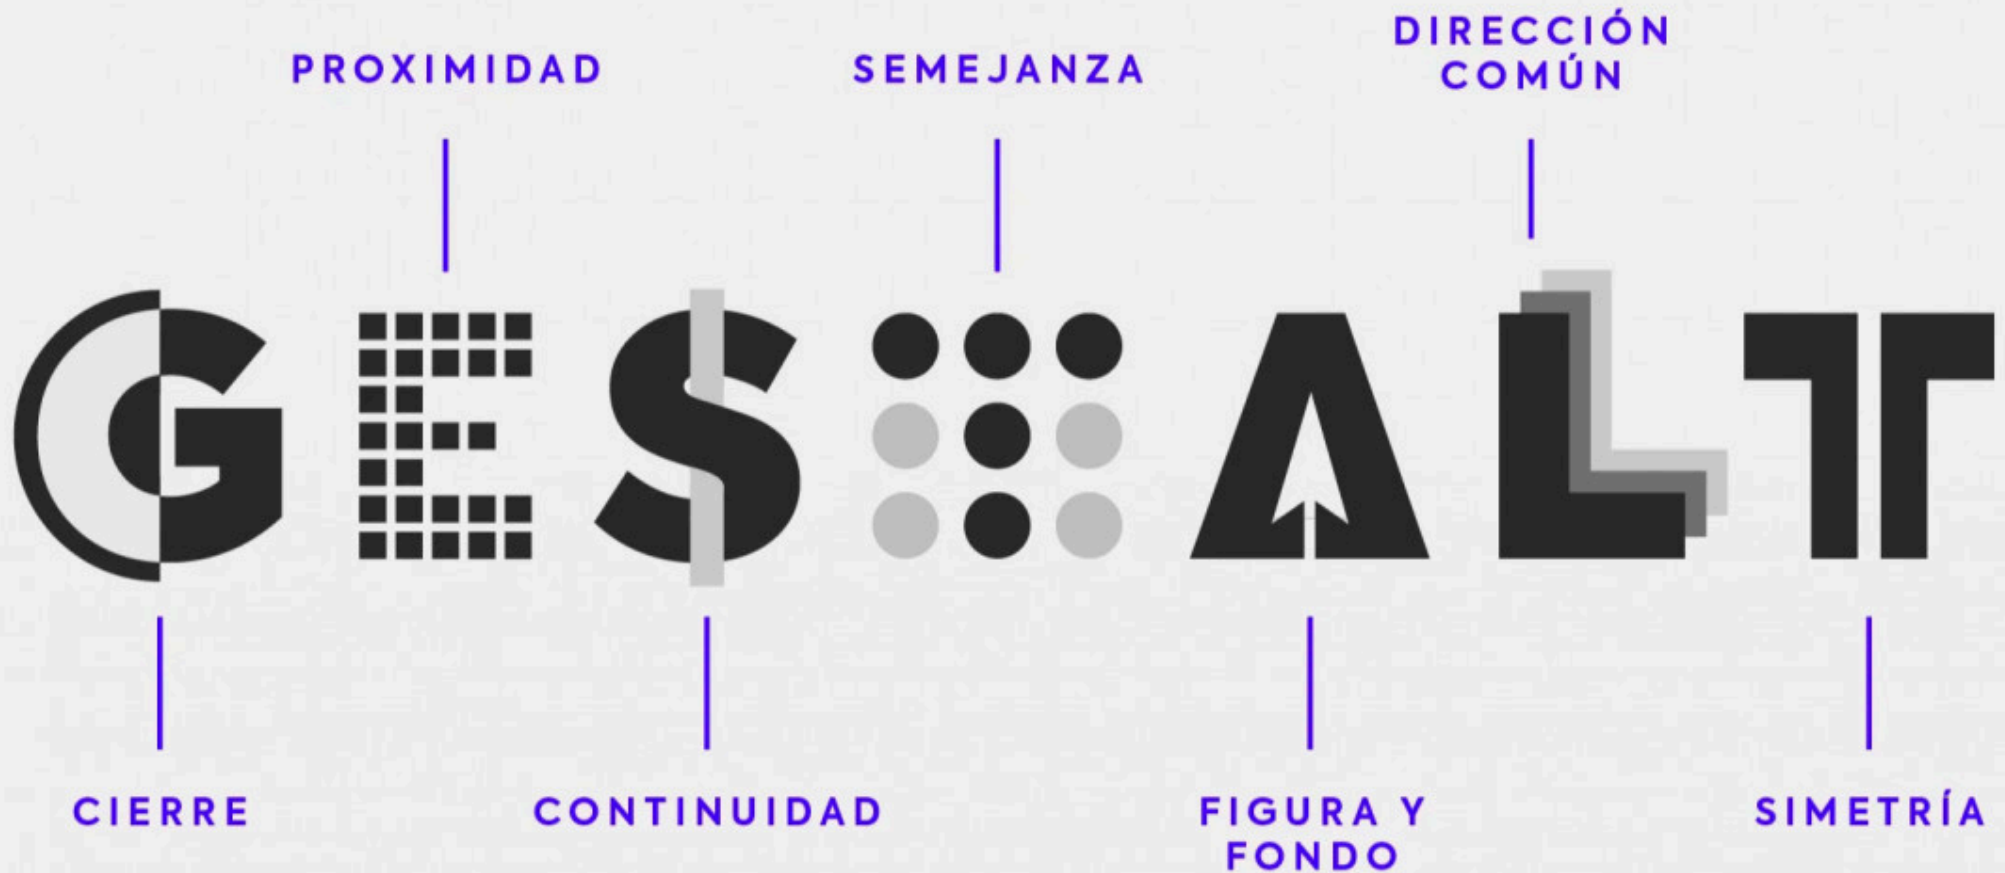 PROXIMIDAD
SEMEJANZA
DIRECCIÓN
COMÚN
GESTALT
CIERRE
CONTINUIDAD
FIGURA Y
FONDO
SIMETRÍA